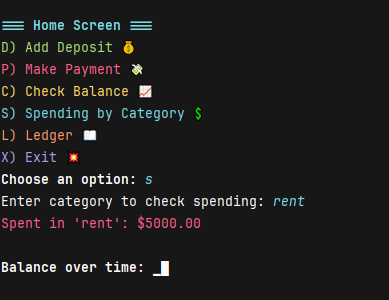 ═══ Home Screen ═══
D) Add Deposit 💰
P) Make Payment 💸
C) Check Balance 📈
S) Spending by Category 💲
L) Ledger 📖
X) Exit 💥
Choose an option: s
Enter category to check spending: rent
Spent in 'rent': $5000.00
Balance over time: _